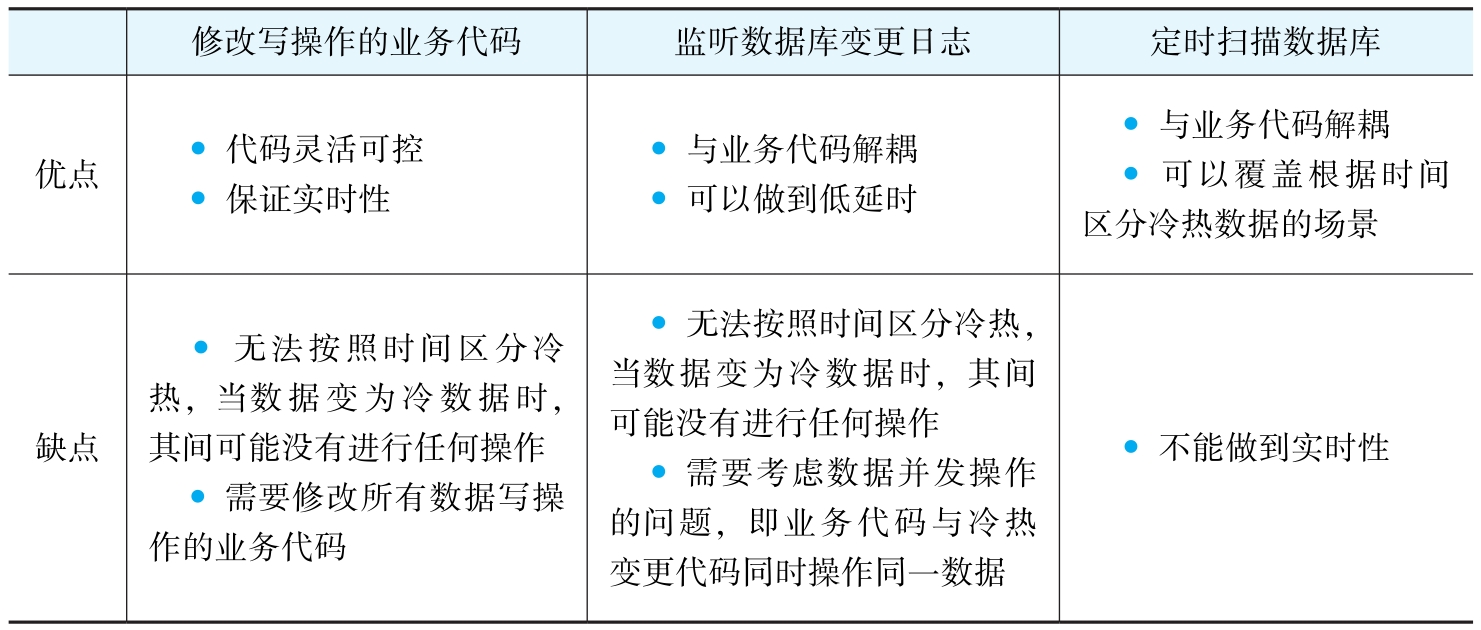 修改写操作的业务代码
监听数据库变更日志
定时扫描数据库
优点
● 代码灵活可控
● 保证实时性
● 与业务代码解耦
● 可以做到低延时
● 与业务代码解耦
● 可以覆盖根据时间
区分冷热数据的场景
缺点
● 无法按照时间区分冷
热，当数据变为冷数据时，
其间可能没有进行任何操作
● 需要修改所有数据写操
作的业务代码
● 无法按照时间区分冷热，
当数据变为冷数据时，其间
可能没有进行任何操作
● 需要考虑数据并发操作
的问题，即业务代码与冷热
变更代码同时操作同一数据
● 不能做到实时性